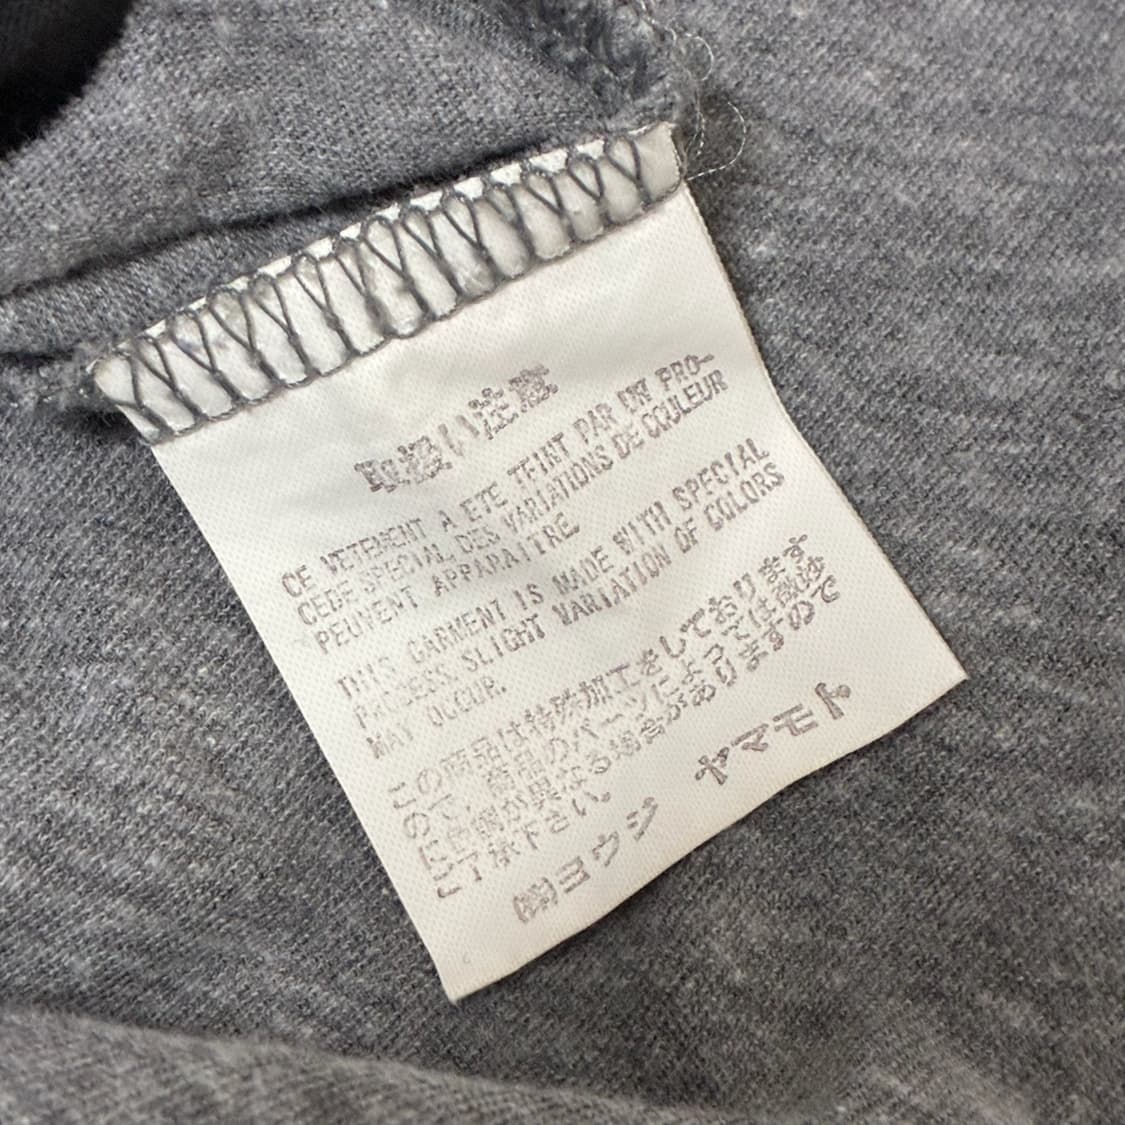 取扱い注意
CE VETEMENT A ETE TEINT PAR UN PRO-
CEDE SPECIAL, DES VARIATIONS DE COULEUR
PEUVENT APPARAITRE.
THIS GARMENT IS MADE WITH SPECIAL
PROSESS. SLIGHT VARIATION OF COLORS
MAY OCCUR.
この商品は特殊加工をしております
ので、商品のパーツによっては微妙
に色相が異なる場合がありますので
ご了承下さい。
㈱ヨウジ ヤマモト